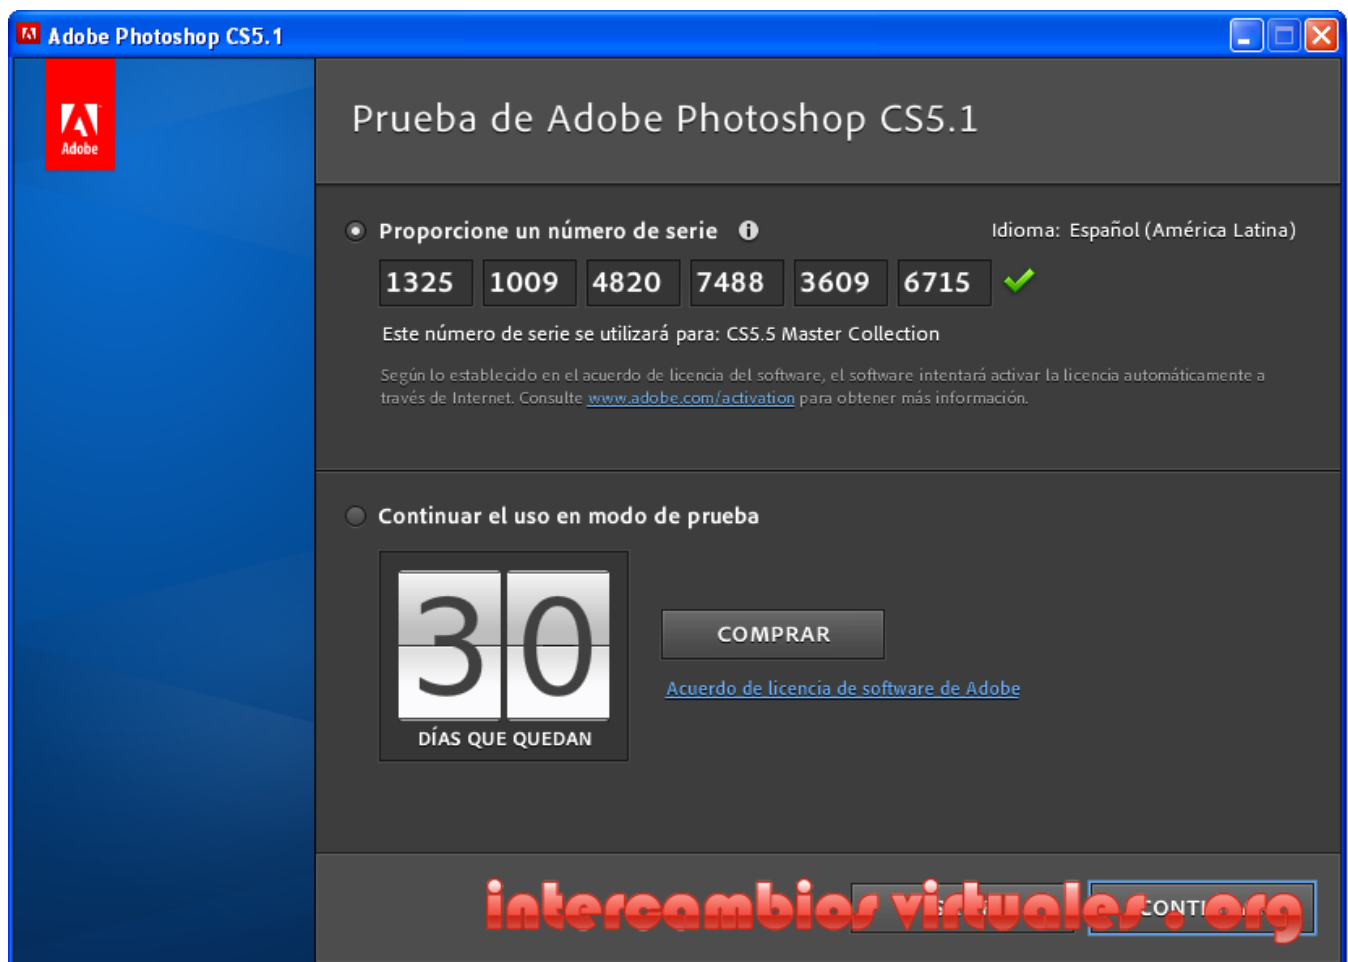 Adobe Photoshop CS5.1
Adobe
Prueba de Adobe Photoshop CS5.1
Proporcione un número de serie
Idioma: Español (América Latina)
1325 1009 4820 7488 3609 6715
Este número de serie se utilizará para: CS5.5 Master Collection
Según lo establecido en el acuerdo de licencia del software, el software intentará activar la licencia automáticamente a
través de Internet. Consulte www.adobe.com/activation para obtener más información.
Continuar el uso en modo de prueba
30
DÍAS QUE QUEDAN
COMPRAR
Acuerdo de licencia de software de Adobe
intercambios virtuales.org